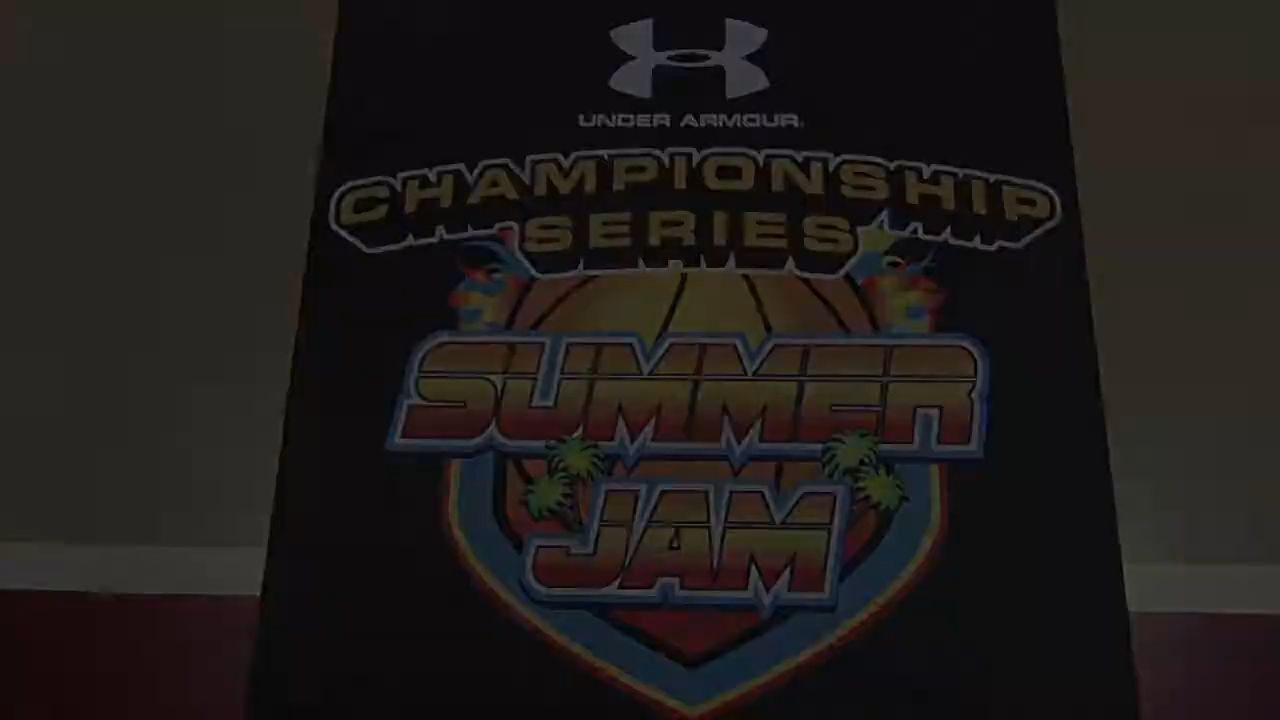 UNDER ARMOUR.
CHAMPIONSHIP
SERIES
SUMMER
JAM